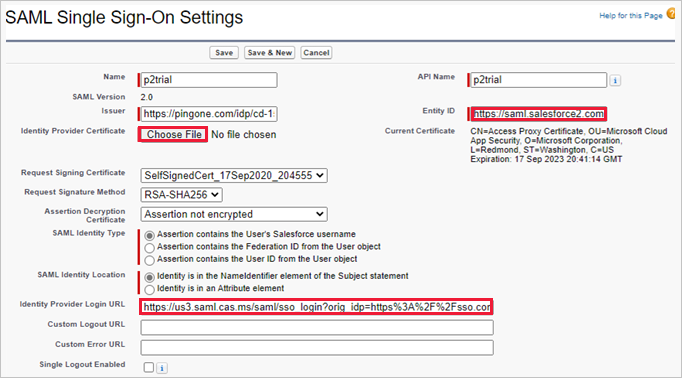 SAML Single Sign-On Settings
Help for this Page
Save Save & New Cancel
Name p2trial API Name p2trial
SAML Version 2.0
Issuer https://pingone.com/idp/cd-1 Entity ID https://saml.salesforce2.com
Identity Provider Certificate Choose File No file chosen Current Certificate CN=Access Proxy Certificate, OU=Microsoft Cloud
App Security, O=Microsoft Corporation,
L=Redmond, ST=Washington, C=US
Expiration: 17 Sep 2023 20:41:14 GMT
Request Signing Certificate SelfSignedCert_17Sep2020_204555
Request Signature Method RSA-SHA256
Assertion Decryption
Certificate Assertion not encrypted
SAML Identity Type Assertion contains the User's Salesforce username
Assertion contains the Federation ID from the User object
Assertion contains the User ID from the User object
SAML Identity Location Identity is in the NameIdentifier element of the Subject statement
Identity is in an Attribute element
Identity Provider Login URL https://us3.saml.cas.ms/saml/sso_login?orig_idp=https%3A%2F%2Fsso.cor
Custom Logout URL
Custom Error URL
Single Logout Enabled